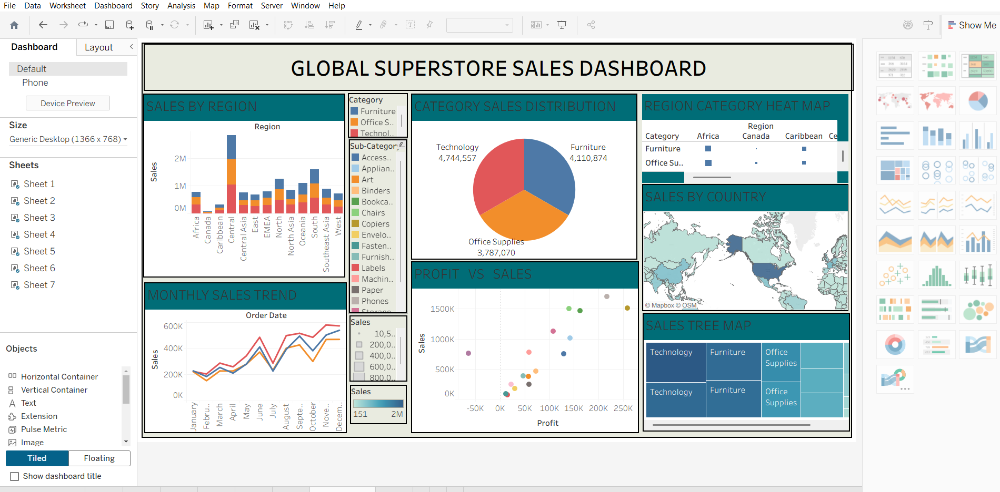 File Data Worksheet Dashboard Story Analysis Map Format Server Window Help
Show Me
Dashboard Layout
Default
Phone
Device Preview
Size
Generic Desktop (1366 x 768)
Sheets
Sheet 1
Sheet 2
Sheet 3
Sheet 4
Sheet 5
Sheet 6
Sheet 7
Objects
Horizontal Container
Vertical Container
Text
Extension
Pulse Metric
Image
Tiled Floating
Show dashboard title
GLOBAL SUPERSTORE SALES DASHBOARD
SALES BY REGION
Region
Sales
2M
1M
0M
Africa
Canada
Caribbean
Central
Central Asia
East
EMEA
North
North Asia
Oceania
South
Southeast Asia
West
MONTHLY SALES TREND
Order Date
Sales
600K
400K
200K
0K
January
Febru..
March
April
May
June
July
August
Septe..
October
Nove..
Decem..
Category
Furniture
Office S..
Technol..
Sub-Category
Access..
Applian..
Art
Binders
Bookca..
Chairs
Copiers
Envelo..
Fasten..
Furnish..
Labels
Machin..
Paper
Phones
Storage
Sales
10,5..
200,0..
400,0..
600,0..
800,0..
Sales
151 2M
CATEGORY SALES DISTRIBUTION
Technology
4,744,557
Furniture
4,110,874
Office Supplies
3,787,070
PROFIT VS SALES
Sales
1500K
1000K
500K
0K
-50K 0K 50K 100K 150K 200K 250K
Profit
REGION CATEGORY HEAT MAP
Region
Category Africa Canada Caribbean Ce
Furniture
Office Su..
SALES BY COUNTRY
© Mapbox © OSM
SALES TREE MAP
Technology Furniture Office Supplies
Technology Furniture Office Supplies